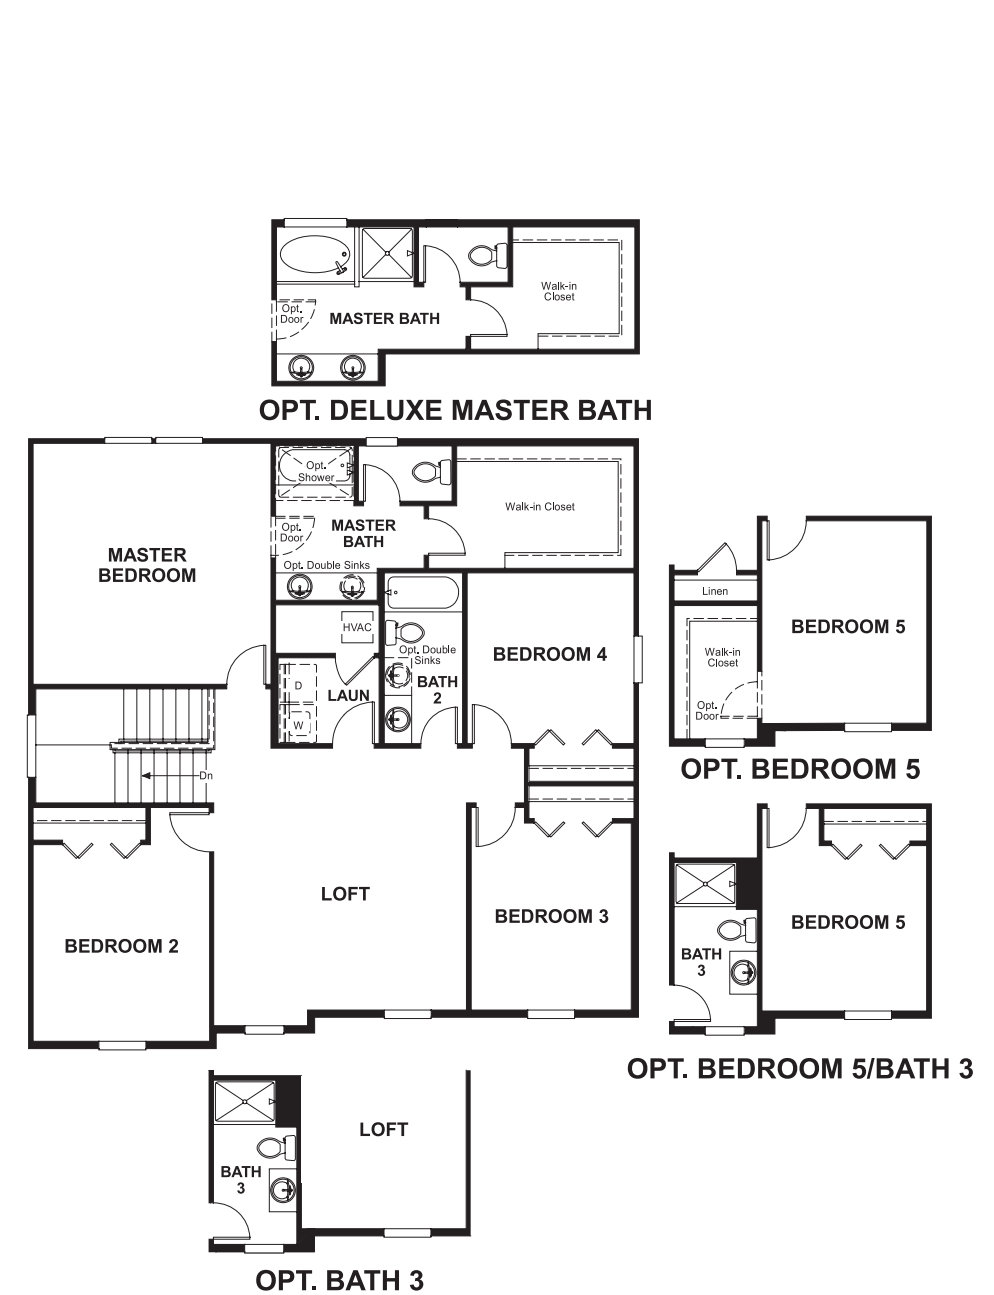 Walk-in
Closet
Opt.
Door
MASTER BATH
OPT. DELUXE MASTER BATH
Opt.
Shower
Walk-in Closet
Opt.
Door
MASTER
BATH
MASTER
BEDROOM
Opt. Double Sinks
Linen
HVAC
BEDROOM 5
Opt. Double
Sinks
BEDROOM 4
Walk-in
Closet
D
LAUN
BATH
2
Opt.
Door
W
Dn
OPT. BEDROOM 5
LOFT
BEDROOM 3
BEDROOM 5
BEDROOM 2
BATH
3
OPT. BEDROOM 5/BATH 3
LOFT
BATH
3
OPT. BATH 3